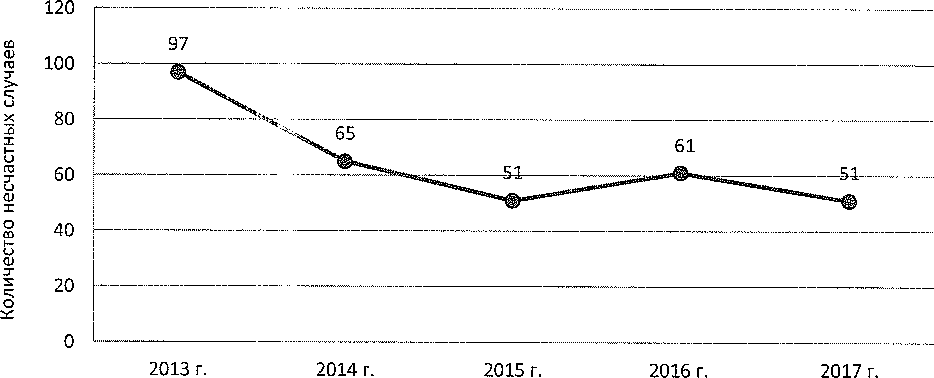 Количество несчастных случаев
120
100
80
60
40
20
0
97
65
51
61
51
2013 г.
2014 г.
2015 г.
2016 г.
2017 г.